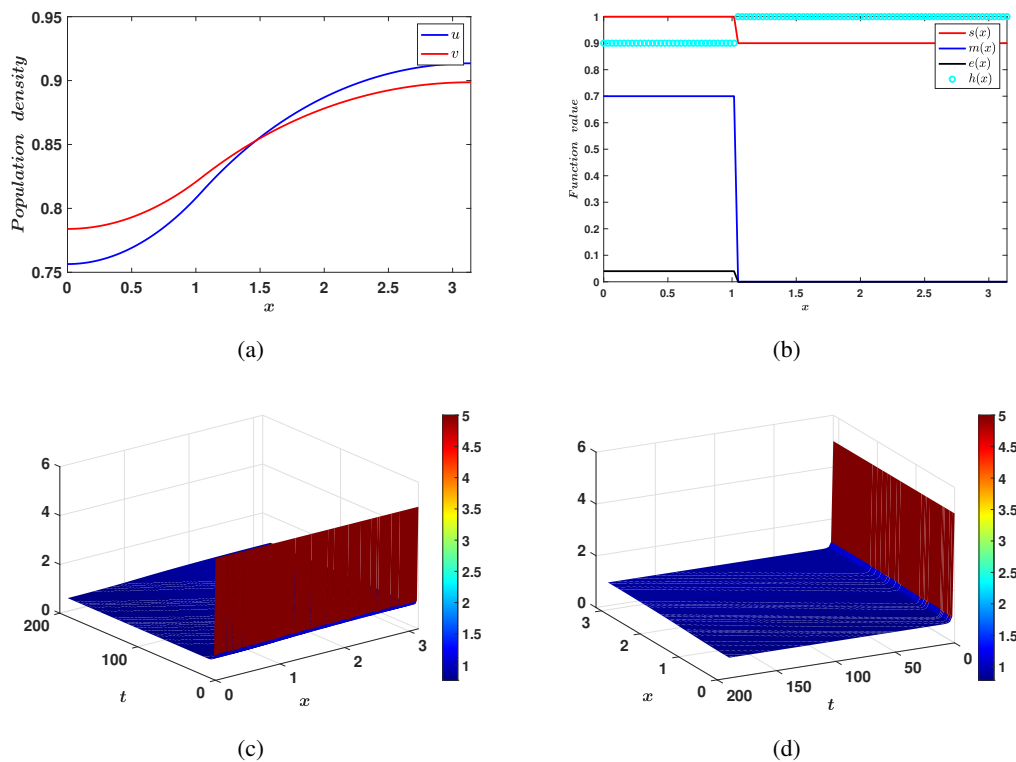 0.95
0.9
0.85
0.8
0.75
Population density
0 0.5 1 1.5 2 2.5 3
x
u
v
(a)
1
0.9
0.8
0.7
0.6
0.5
0.4
0.3
0.2
0.1
0
Function value
0 0.5 1 1.5 2 2.5 3
x
s(x)
m(x)
e(x)
h(x)
(b)
6
4
2
0
200
100
0
t
0
1
2
3
x
5
4.5
4
3.5
3
2.5
2
1.5
1
(c)
6
4
2
0
3
2
1
0
x
200
150
100
50
0
t
5
4.5
4
3.5
3
2.5
2
1.5
1
(d)